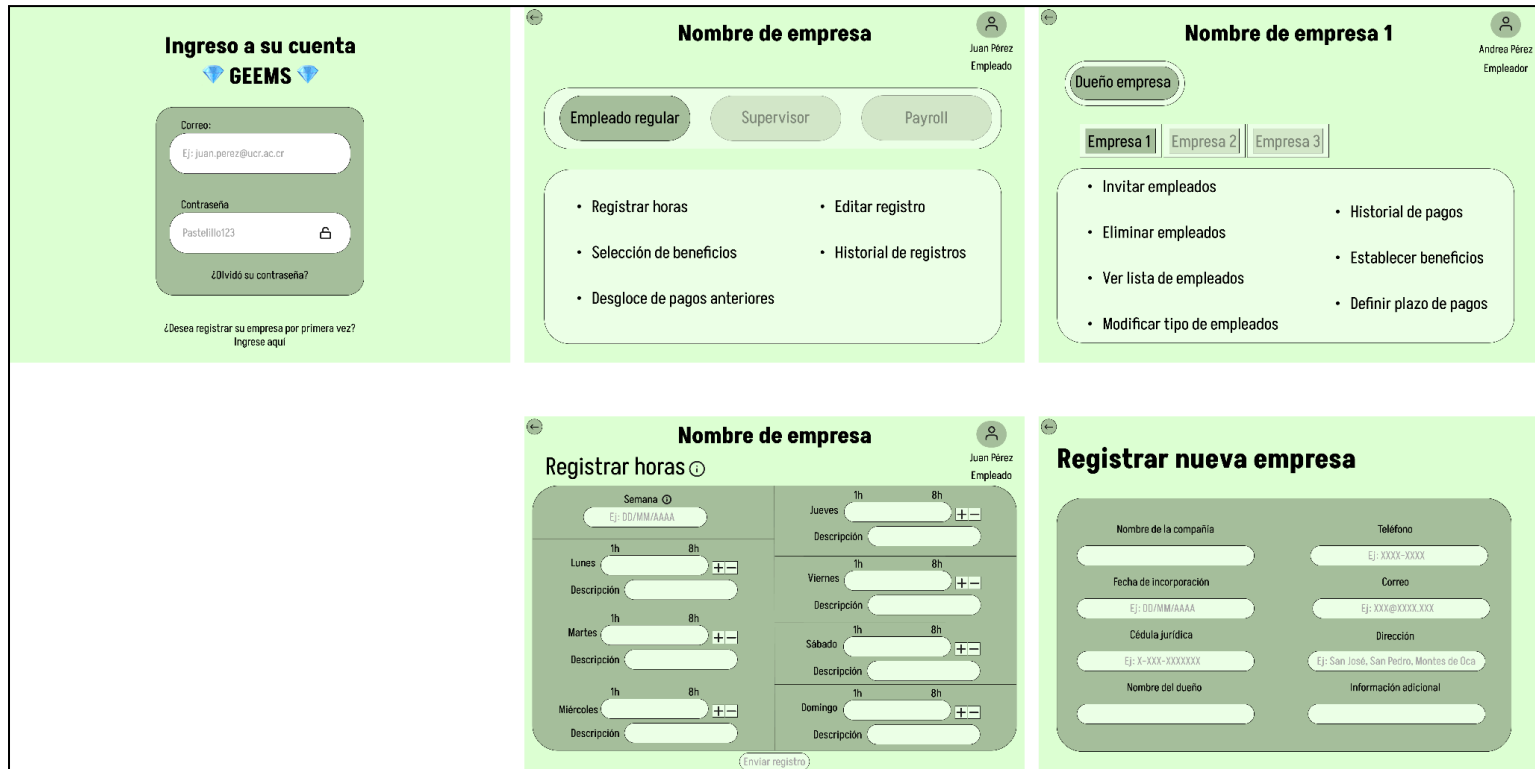 Ingreso a su cuenta
💎 GEEMS 💎
Correo:
Ej: juan.perez@ucr.ac.cr
Contraseña
Pastelillo123
¿Olvidó su contraseña?
¿Desea registrar su empresa por primera vez?
Ingrese aquí
Nombre de empresa
Juan Pérez
Empleado
Empleado regular Supervisor Payroll
• Registrar horas
• Selección de beneficios
• Desgloce de pagos anteriores
• Editar registro
• Historial de registros
Nombre de empresa 1
Andrea Pérez
Empleador
Dueño empresa
Empresa 1 Empresa 2 Empresa 3
• Invitar empleados
• Eliminar empleados
• Ver lista de empleados
• Modificar tipo de empleados
• Historial de pagos
• Establecer beneficios
• Definir plazo de pagos
Nombre de empresa
Juan Pérez
Empleado
Registrar horas
Semana
Ej: DD/MM/AAAA
1h 8h
Lunes + −
Descripción
1h 8h
Martes + −
Descripción
1h 8h
Miércoles + −
Descripción
1h 8h
Jueves + −
Descripción
1h 8h
Viernes + −
Descripción
1h 8h
Sábado + −
Descripción
1h 8h
Domingo + −
Descripción
Enviar registro
Registrar nueva empresa
Nombre de la compañía
Fecha de incorporación
Ej: DD/MM/AAAA
Cédula jurídica
Ej: X-XXX-XXXXXXX
Nombre del dueño
Teléfono
Ej: XXXX-XXXX
Correo
Ej: XXX@XXXX.XXX
Dirección
Ej: San José, San Pedro, Montes de Oca
Información adicional